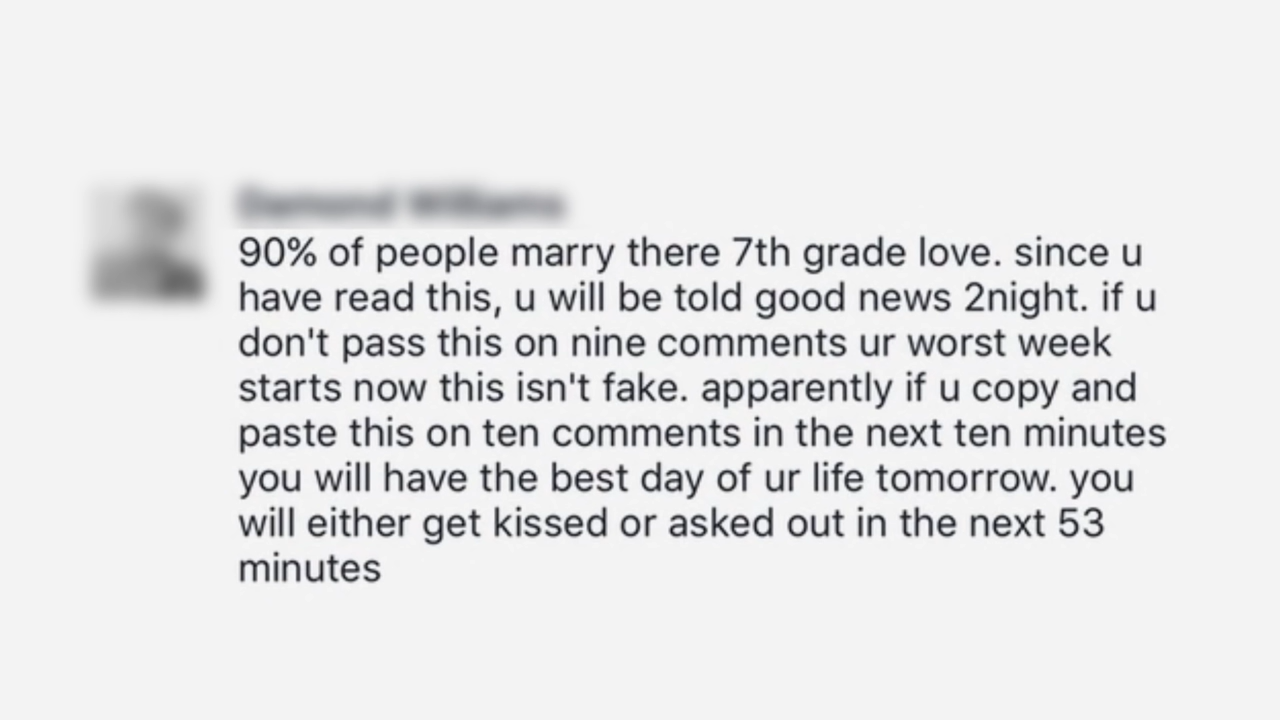 90% of people marry there 7th grade love. since u
have read this, u will be told good news 2night. if u
don't pass this on nine comments ur worst week
starts now this isn't fake. apparently if u copy and
paste this on ten comments in the next ten minutes
you will have the best day of ur life tomorrow. you
will either get kissed or asked out in the next 53
minutes